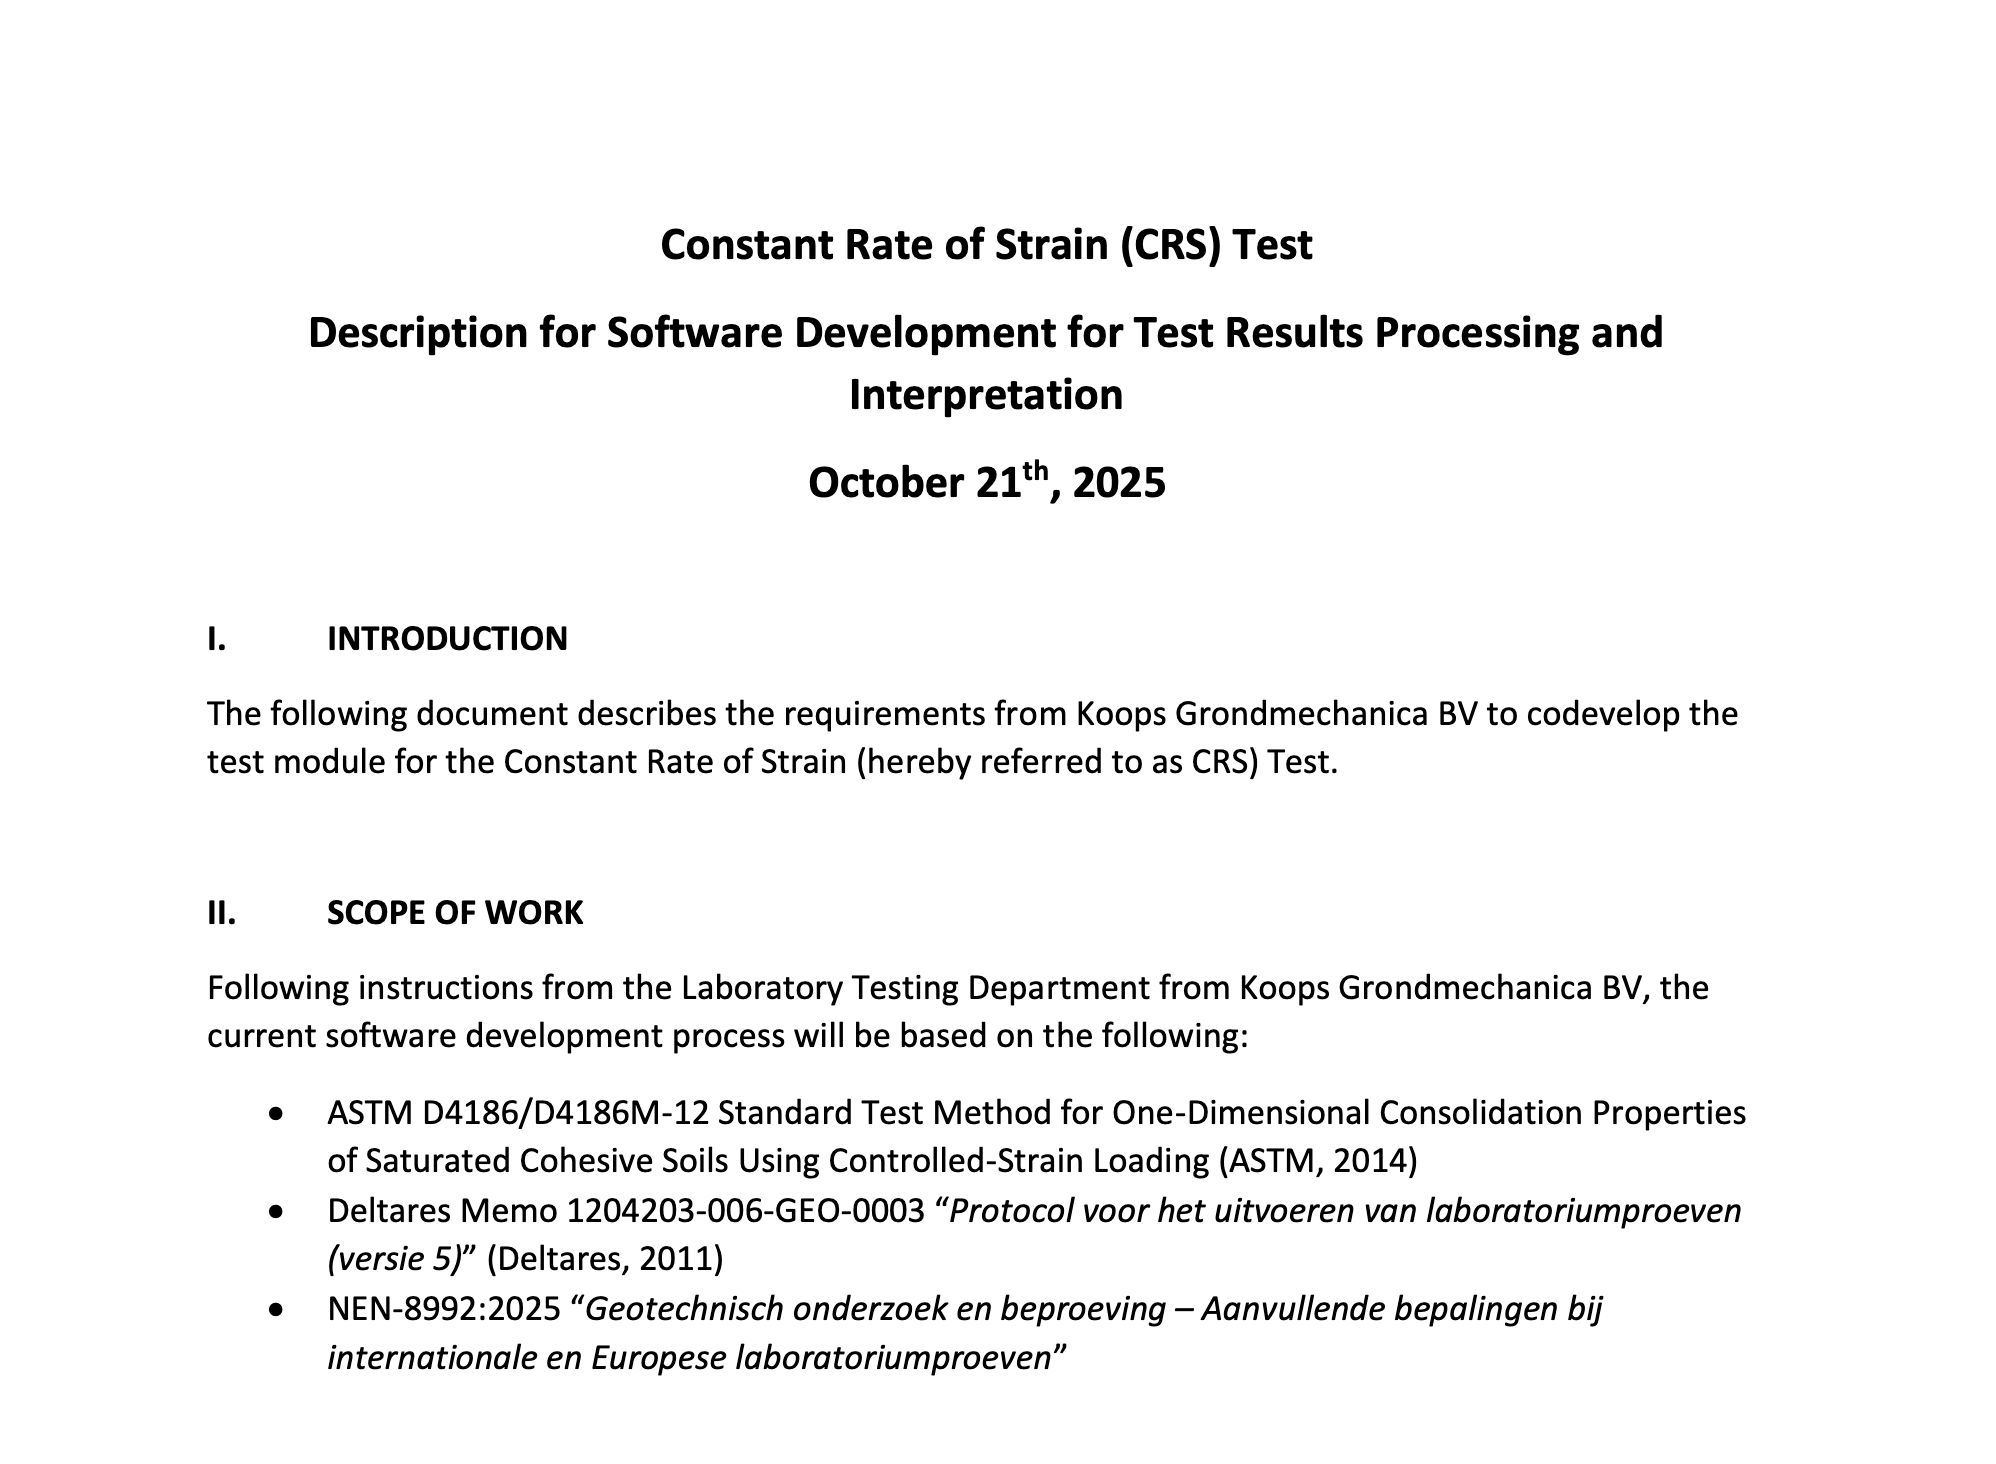 Constant Rate of Strain (CRS) Test
Description for Software Development for Test Results Processing and
Interpretation
October 21th, 2025
I. INTRODUCTION
The following document describes the requirements from Koops Grondmechanica BV to codevelop the
test module for the Constant Rate of Strain (hereby referred to as CRS) Test.
II. SCOPE OF WORK
Following instructions from the Laboratory Testing Department from Koops Grondmechanica BV, the
current software development process will be based on the following:
• ASTM D4186/D4186M-12 Standard Test Method for One-Dimensional Consolidation Properties
of Saturated Cohesive Soils Using Controlled-Strain Loading (ASTM, 2014)
• Deltares Memo 1204203-006-GEO-0003 “Protocol voor het uitvoeren van laboratoriumproeven
(versie 5)” (Deltares, 2011)
• NEN-8992:2025 “Geotechnisch onderzoek en beproeving – Aanvullende bepalingen bij
internationale en Europese laboratoriumproeven”